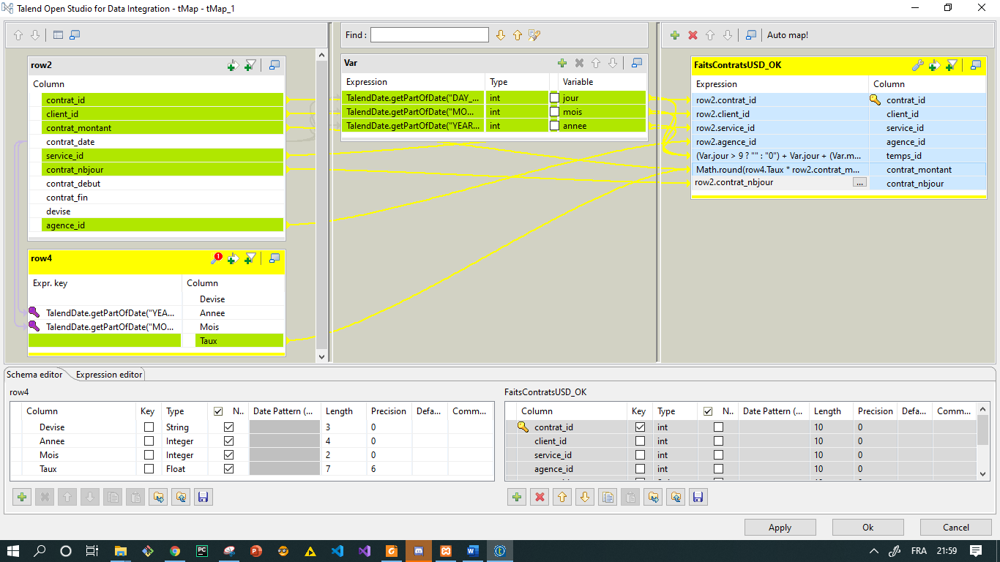 Talend Open Studio for Data Integration - tMap - tMap_1
Find :
Auto map!
row2
Column
contrat_id
client_id
contrat_montant
contrat_date
service_id
contrat_nbjour
contrat_debut
contrat_fin
devise
agence_id
row4
Expr. key Column
Devise
TalendDate.getPartOfDate("YEA... Annee
TalendDate.getPartOfDate("MO... Mois
Taux
Var
Expression Type Variable
TalendDate.getPartOfDate("DAY_... int jour
TalendDate.getPartOfDate("MO... int mois
TalendDate.getPartOfDate("YEAR... int annee
FaitsContratsUSD_OK
Expression Column
row2.contrat_id contrat_id
row2.client_id client_id
row2.service_id service_id
row2.agence_id agence_id
(Var.jour > 9 ? "" : "0") + Var.jour + (Var.m... temps_id
Math.round(row4.Taux * row2.contrat_m... contrat_montant
row2.contrat_nbjour ... contrat_nbjour
Schema editor Expression editor
row4
Column Key Type N.. Date Pattern (... Length Precision Defa... Comm...
Devise String 3 0
Annee Integer 4 0
Mois Integer 2 0
Taux Float 7 6
FaitsContratsUSD_OK
Column Key Type N.. Date Pattern (... Length Precision Defa... Comm...
contrat_id int 10 0
client_id int 10 0
service_id int 10 0
agence_id int 10 0
Apply Ok Cancel
FRA 21:59